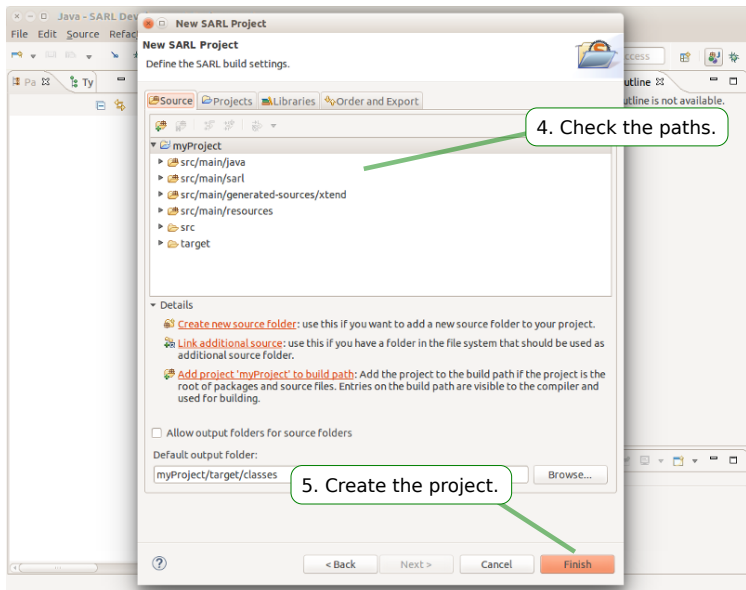 Java - SARL Dev
File Edit Source Refac
Pa
Ty
New SARL Project
New SARL Project
Define the SARL build settings.
Source Projects Libraries Order and Export
4. Check the paths.
myProject
src/main/java
src/main/sarl
src/main/generated-sources/xtend
src/main/resources
src
target
Details
Create new source folder: use this if you want to add a new source folder to your project.
Link additional source: use this if you have a folder in the file system that should be used as
additional source folder.
Add project 'myProject' to build path: Add the project to the build path if the project is the
root of packages and source files. Entries on the build path are visible to the compiler and
used for building.
Allow output folders for source folders
Default output folder:
myProject/target/classes
Browse...
5. Create the project.
< Back
Next >
Cancel
Finish
ccess
utline
utline is not available.